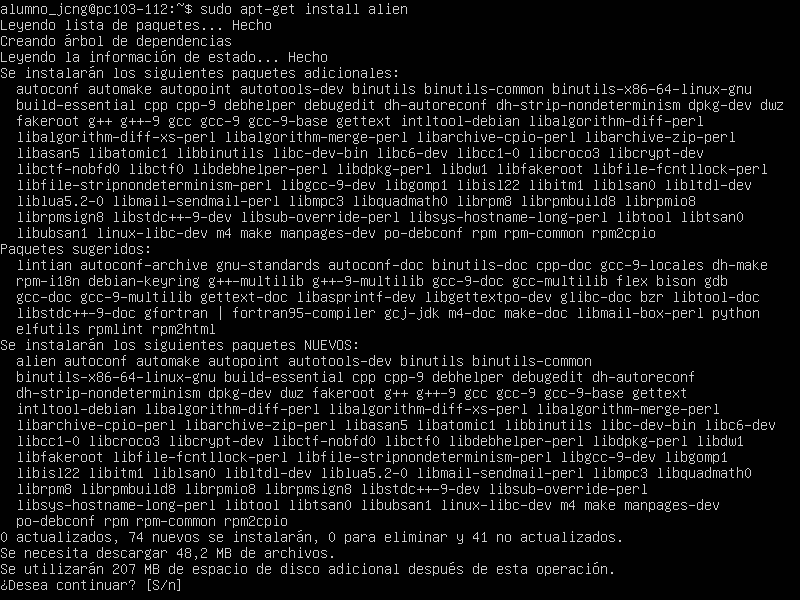 alumno_jcng@pc103-112:~$ sudo apt-get install alien
Leyendo lista de paquetes... Hecho
Creando árbol de dependencias
Leyendo la información de estado... Hecho
Se instalarán los siguientes paquetes adicionales:
autoconf automake autopoint autotools-dev binutils binutils-common binutils-x86-64-linux-gnu
build-essential cpp cpp-9 debhelper debugedit dh-autoreconf dh-strip-nondeterminism dpkg-dev dwz
fakeroot g++ g++-9 gcc gcc-9 gcc-9-base gettext intltool-debian libalgorithm-diff-perl
libalgorithm-diff-xs-perl libalgorithm-merge-perl libarchive-cpio-perl libarchive-zip-perl
libasan5 libatomic1 libbinutils libc-dev-bin libc6-dev libcc1-0 libcroco3 libcrypt-dev
libctf-nobfd0 libctf0 libdebhelper-perl libdpkg-perl libdw1 libfakeroot libfile-fcntllock-perl
libfile-stripnondeterminism-perl libgcc-9-dev libgomp1 libisl22 libitm1 liblsan0 libltdl-dev
liblua5.2-0 libmail-sendmail-perl libmpc3 libquadmath0 librpm8 librpmbuild8 librpmio8
librpmsign8 libstdc++-9-dev libsub-override-perl libsys-hostname-long-perl libtool libtsan0
libubsan1 linux-libc-dev m4 make manpages-dev po-debconf rpm rpm-common rpm2cpio
Paquetes sugeridos:
lintian autoconf-archive gnu-standards autoconf-doc binutils-doc cpp-doc gcc-9-locales dh-make
rpm-i18n debian-keyring g++-multilib g++-9-multilib gcc-9-doc gcc-multilib flex bison gdb
gcc-doc gcc-9-multilib gettext-doc libasprintf-dev libgettextpo-dev glibc-doc bzr libtool-doc
libstdc++-9-doc gfortran | fortran95-compiler gcj-jdk m4-doc make-doc libmail-box-perl python
elfutils rpmlint rpm2html
Se instalarán los siguientes paquetes NUEVOS:
alien autoconf automake autopoint autotools-dev binutils binutils-common
binutils-x86-64-linux-gnu build-essential cpp cpp-9 debhelper debugedit dh-autoreconf
dh-strip-nondeterminism dpkg-dev dwz fakeroot g++ g++-9 gcc gcc-9 gcc-9-base gettext
intltool-debian libalgorithm-diff-perl libalgorithm-diff-xs-perl libalgorithm-merge-perl
libarchive-cpio-perl libarchive-zip-perl libasan5 libatomic1 libbinutils libc-dev-bin libc6-dev
libcc1-0 libcroco3 libcrypt-dev libctf-nobfd0 libctf0 libdebhelper-perl libdpkg-perl libdw1
libfakeroot libfile-fcntllock-perl libfile-stripnondeterminism-perl libgcc-9-dev libgomp1
libisl22 libitm1 liblsan0 libltdl-dev liblua5.2-0 libmail-sendmail-perl libmpc3 libquadmath0
librpm8 librpmbuild8 librpmio8 librpmsign8 libstdc++-9-dev libsub-override-perl
libsys-hostname-long-perl libtool libtsan0 libubsan1 linux-libc-dev m4 make manpages-dev
po-debconf rpm rpm-common rpm2cpio
0 actualizados, 74 nuevos se instalarán, 0 para eliminar y 41 no actualizados.
Se necesita descargar 48,2 MB de archivos.
Se utilizarán 207 MB de espacio de disco adicional después de esta operación.
¿Desea continuar? [S/n]